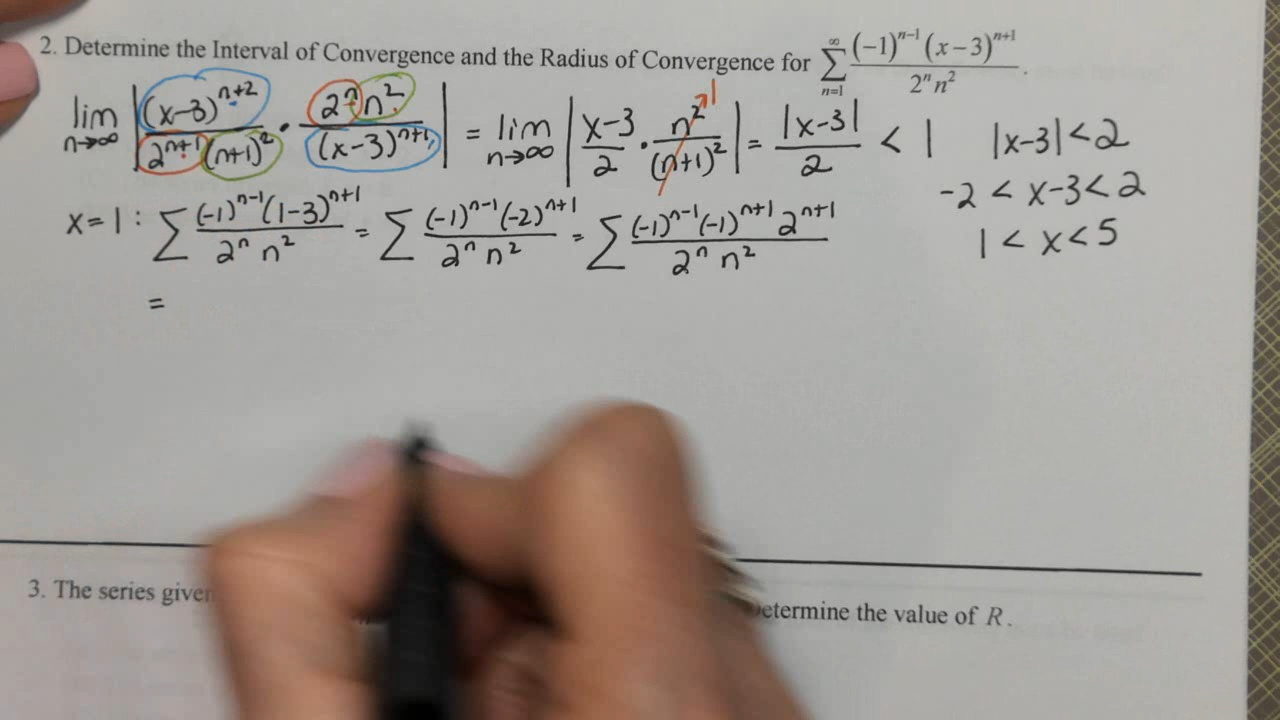 2. Determine the Interval of Convergence and the Radius of Convergence for ∑_{n=1}^{∞} (-1)^{n-1} (x-3)^{n+1} / 2^n n^2 .
lim_{n→∞} | (x-3)^{n+2} / 2^{n+1} (n+1)^2 · 2^n n^2 / (x-3)^{n+1} | = lim_{n→∞} | x-3 / 2 · n^2 / (n+1)^2 | = |x-3| / 2 < 1 |x-3| < 2
1
-2 < x-3 < 2
x=1 : ∑ (-1)^{n-1} (1-3)^{n+1} / 2^n n^2 = ∑ (-1)^{n-1} (-2)^{n+1} / 2^n n^2 = ∑ (-1)^{n-1} (-1)^{n+1} 2^{n+1} / 2^n n^2
1 < x < 5
=
3. The series given
etermine the value of R.